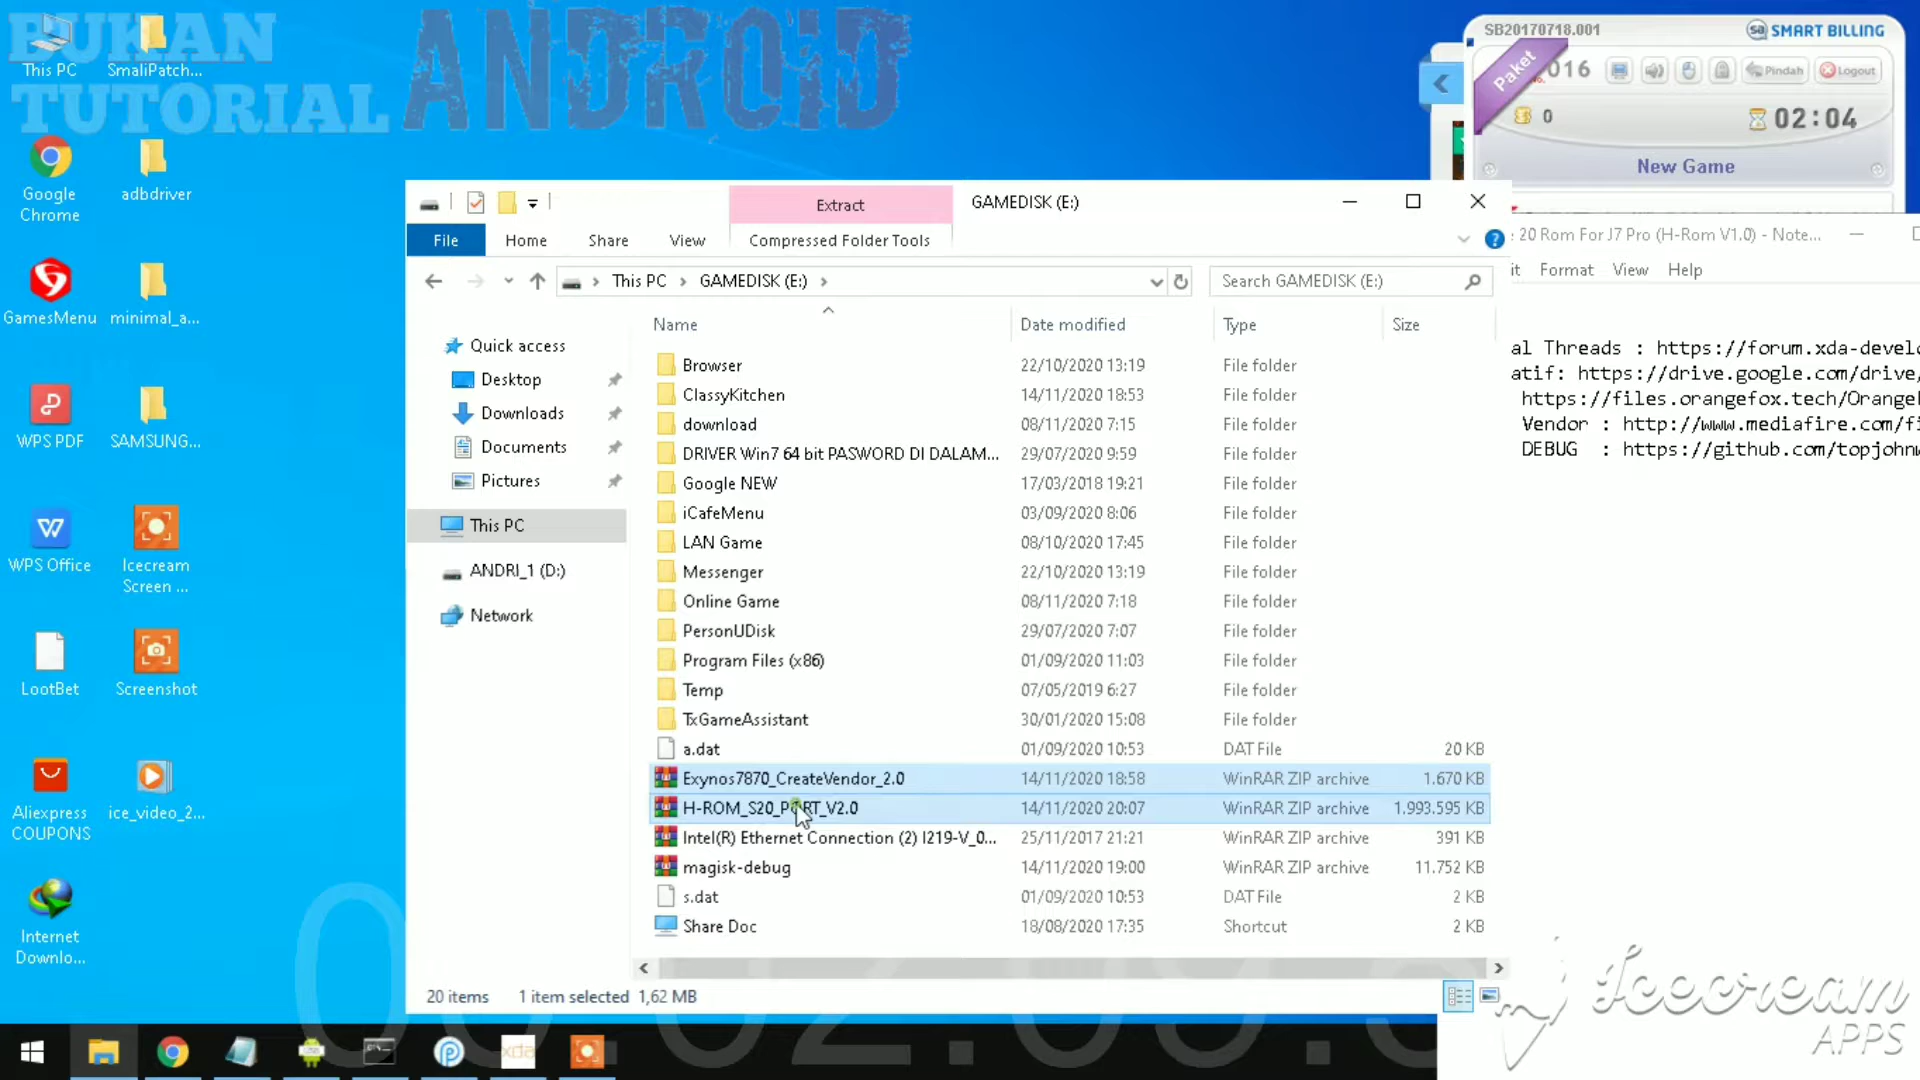 BUKAN
TUTORIAL
ANDROID
This PC
SmaliPatch...
Google
Chrome
adbdriver
GamesMenu
minimal_a...
WPS PDF
SAMSUNG...
WPS Office
Icecream
Screen ...
LootBet
Screenshot
Aliexpress
COUPONS
ice_video_2...
Internet
Downlo...
SB20170718.001
SMART BILLING
Paket
016
Pindah
Logout
0
02:04
New Game
Extract
GAMEDISK (E:)
File
Home
Share
View
Compressed Folder Tools
This PC
GAMEDISK (E:)
Search GAMEDISK (E:)
Name
Date modified
Type
Size
Quick access
Desktop
Downloads
Documents
Pictures
This PC
ANDRI_1 (D:)
Network
Browser 22/10/2020 13:19 File folder
ClassyKitchen 14/11/2020 18:53 File folder
download 08/11/2020 7:15 File folder
DRIVER Win7 64 bit PASWORD DI DALAM... 29/07/2020 9:59 File folder
Google NEW 17/03/2018 19:21 File folder
iCafeMenu 03/09/2020 8:06 File folder
LAN Game 08/10/2020 17:45 File folder
Messenger 22/10/2020 13:19 File folder
Online Game 08/11/2020 7:18 File folder
PersonUDisk 29/07/2020 7:07 File folder
Program Files (x86) 01/09/2020 11:03 File folder
Temp 07/05/2019 6:27 File folder
TxGameAssistant 30/01/2020 15:08 File folder
a.dat 01/09/2020 10:53 DAT File 20 KB
Exynos7870_CreateVendor_2.0 14/11/2020 18:58 WinRAR ZIP archive 1.670 KB
H-ROM_S20_PORT_V2.0 14/11/2020 20:07 WinRAR ZIP archive 1.993.595 KB
Intel(R) Ethernet Connection (2) I219-V_0... 25/11/2017 21:21 WinRAR ZIP archive 391 KB
magisk-debug 14/11/2020 19:00 WinRAR ZIP archive 11.752 KB
s.dat 01/09/2020 10:53 DAT File 2 KB
Share Doc 18/08/2020 17:35 Shortcut 2 KB
20 items 1 item selected 1,62 MB
20 Rom For J7 Pro (H-Rom V1.0) - Note...
it Format View Help
al Threads : https://forum.xda-develo
atif: https://drive.google.com/drive/
https://files.orangefox.tech/OrangeF
Vendor : http://www.mediafire.com/fi
DEBUG : https://github.com/topjohnw
xda
Icecream
APPS